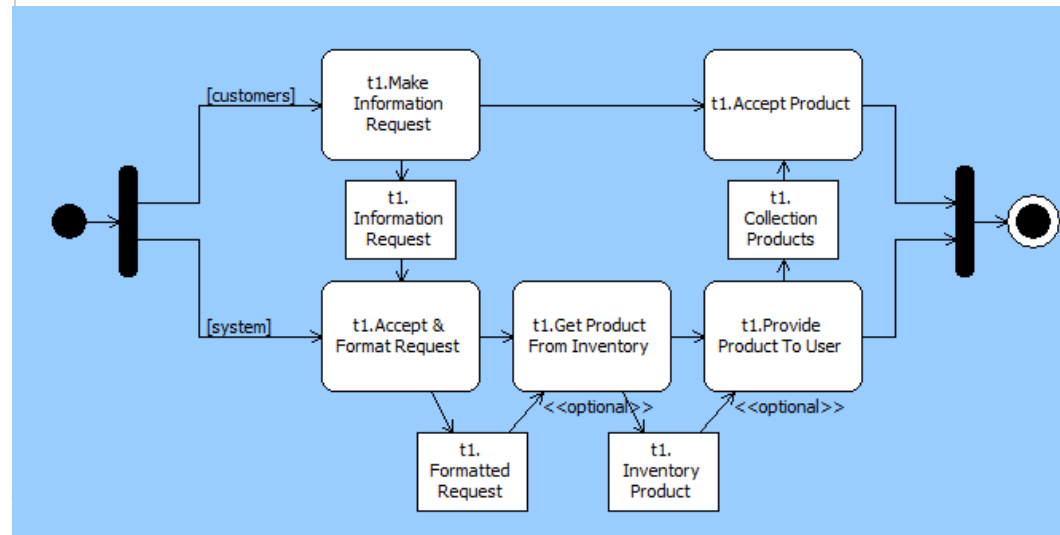 [customers]
t1.Make
Information
Request
t1.Accept Product
t1.
Information
Request
t1.
Collection
Products
[system]
t1.Accept &
Format Request
t1.Get Product
From Inventory
t1.Provide
Product To User
<<optional>>
<<optional>>
t1.
Formatted
Request
t1.
Inventory
Product